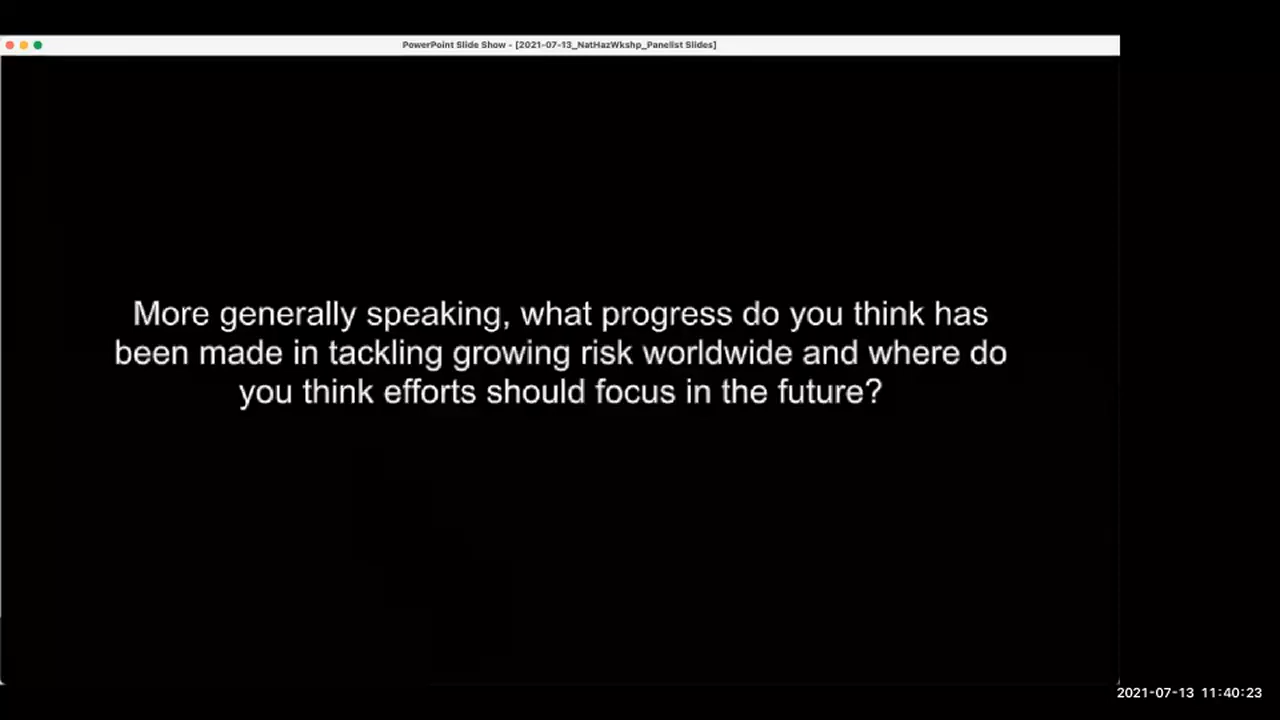 PowerPoint Slide Show - [2021-07-13_NatHazWkshp_Panelist Slides]
More generally speaking, what progress do you think has
been made in tackling growing risk worldwide and where do
you think efforts should focus in the future?
2021-07-13 11:40:23